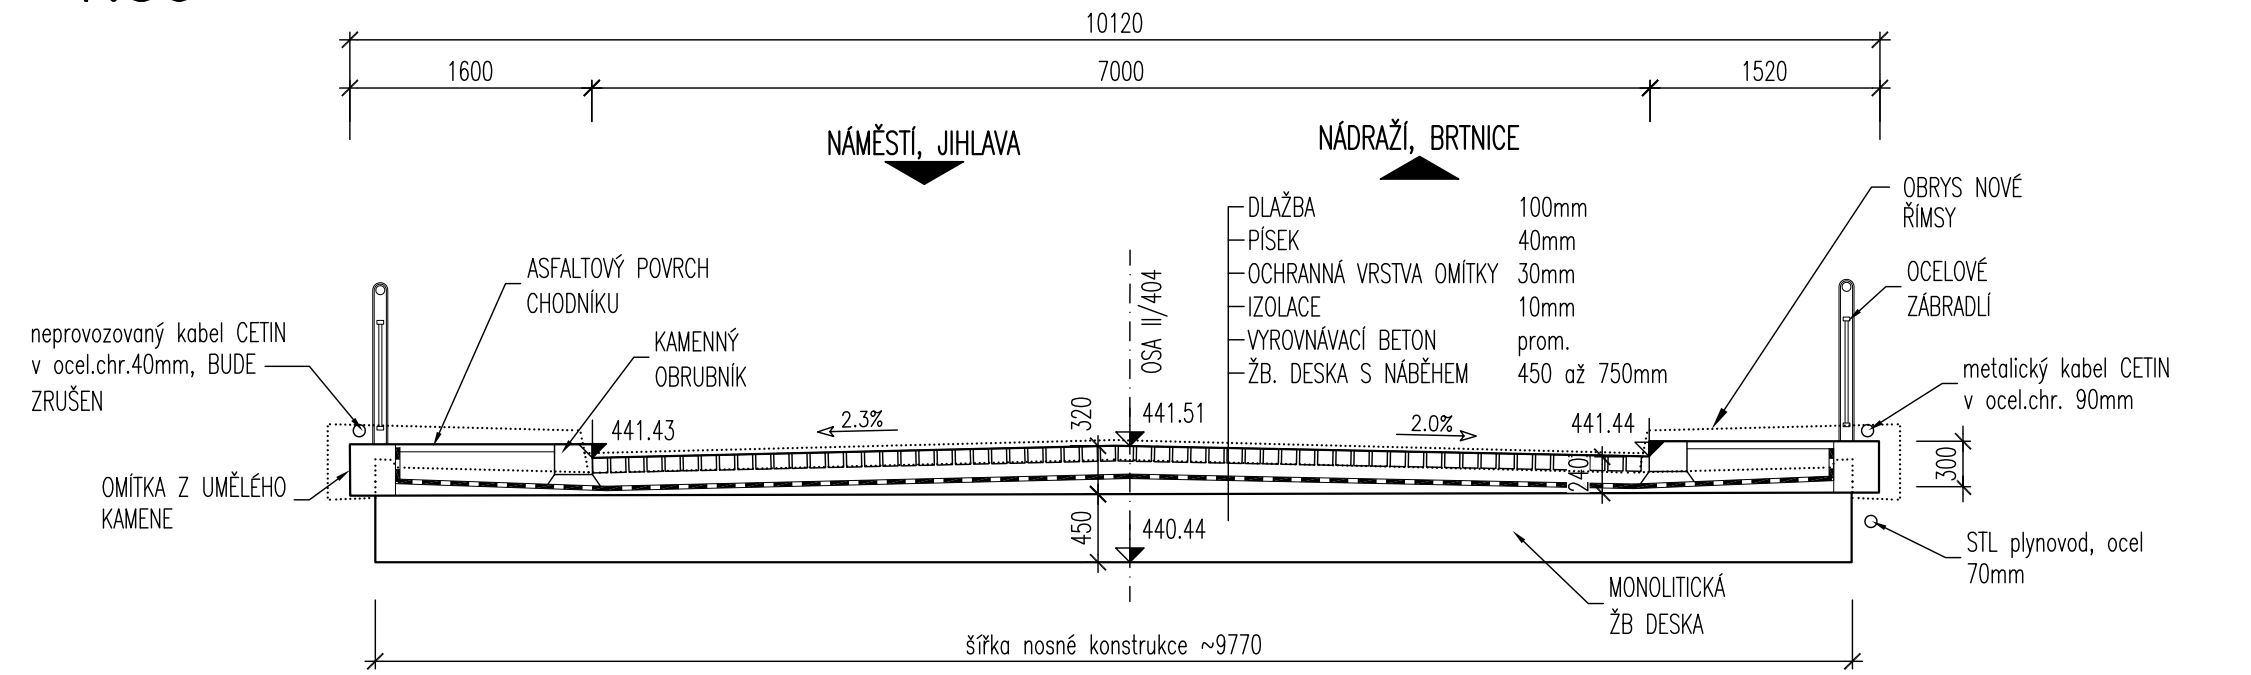 10120
1600
7000
1520
NÁMĚSTÍ, JIHLAVA
NÁDRAŽÍ, BRTNICE
DLAŽBA 100mm
PÍSEK 40mm
OCHRANNÁ VRSTVA OMÍTKY 30mm
IZOLACE 10mm
VYROVNÁVACÍ BETON prom.
ŽB. DESKA S NÁBĚHEM 450 až 750mm
OBRYS NOVÉ
ŘÍMSY
OCELOVÉ
ZÁBRADLÍ
ASFALTOVÝ POVRCH
CHODNÍKU
KAMENNÝ
OBRUBNÍK
neprovozovaný kabel CETIN
v ocel.chr.40mm, BUDE
ZRUŠEN
OSA II/404
metalický kabel CETIN
v ocel.chr. 90mm
441.43
2.3%
320
441.51
2.0%
441.44
240
300
OMÍTKA Z UMĚLÉHO
KAMENE
450
440.44
STL plynovod, ocel
70mm
MONOLITICKÁ
ŽB DESKA
šířka nosné konstrukce ~9770